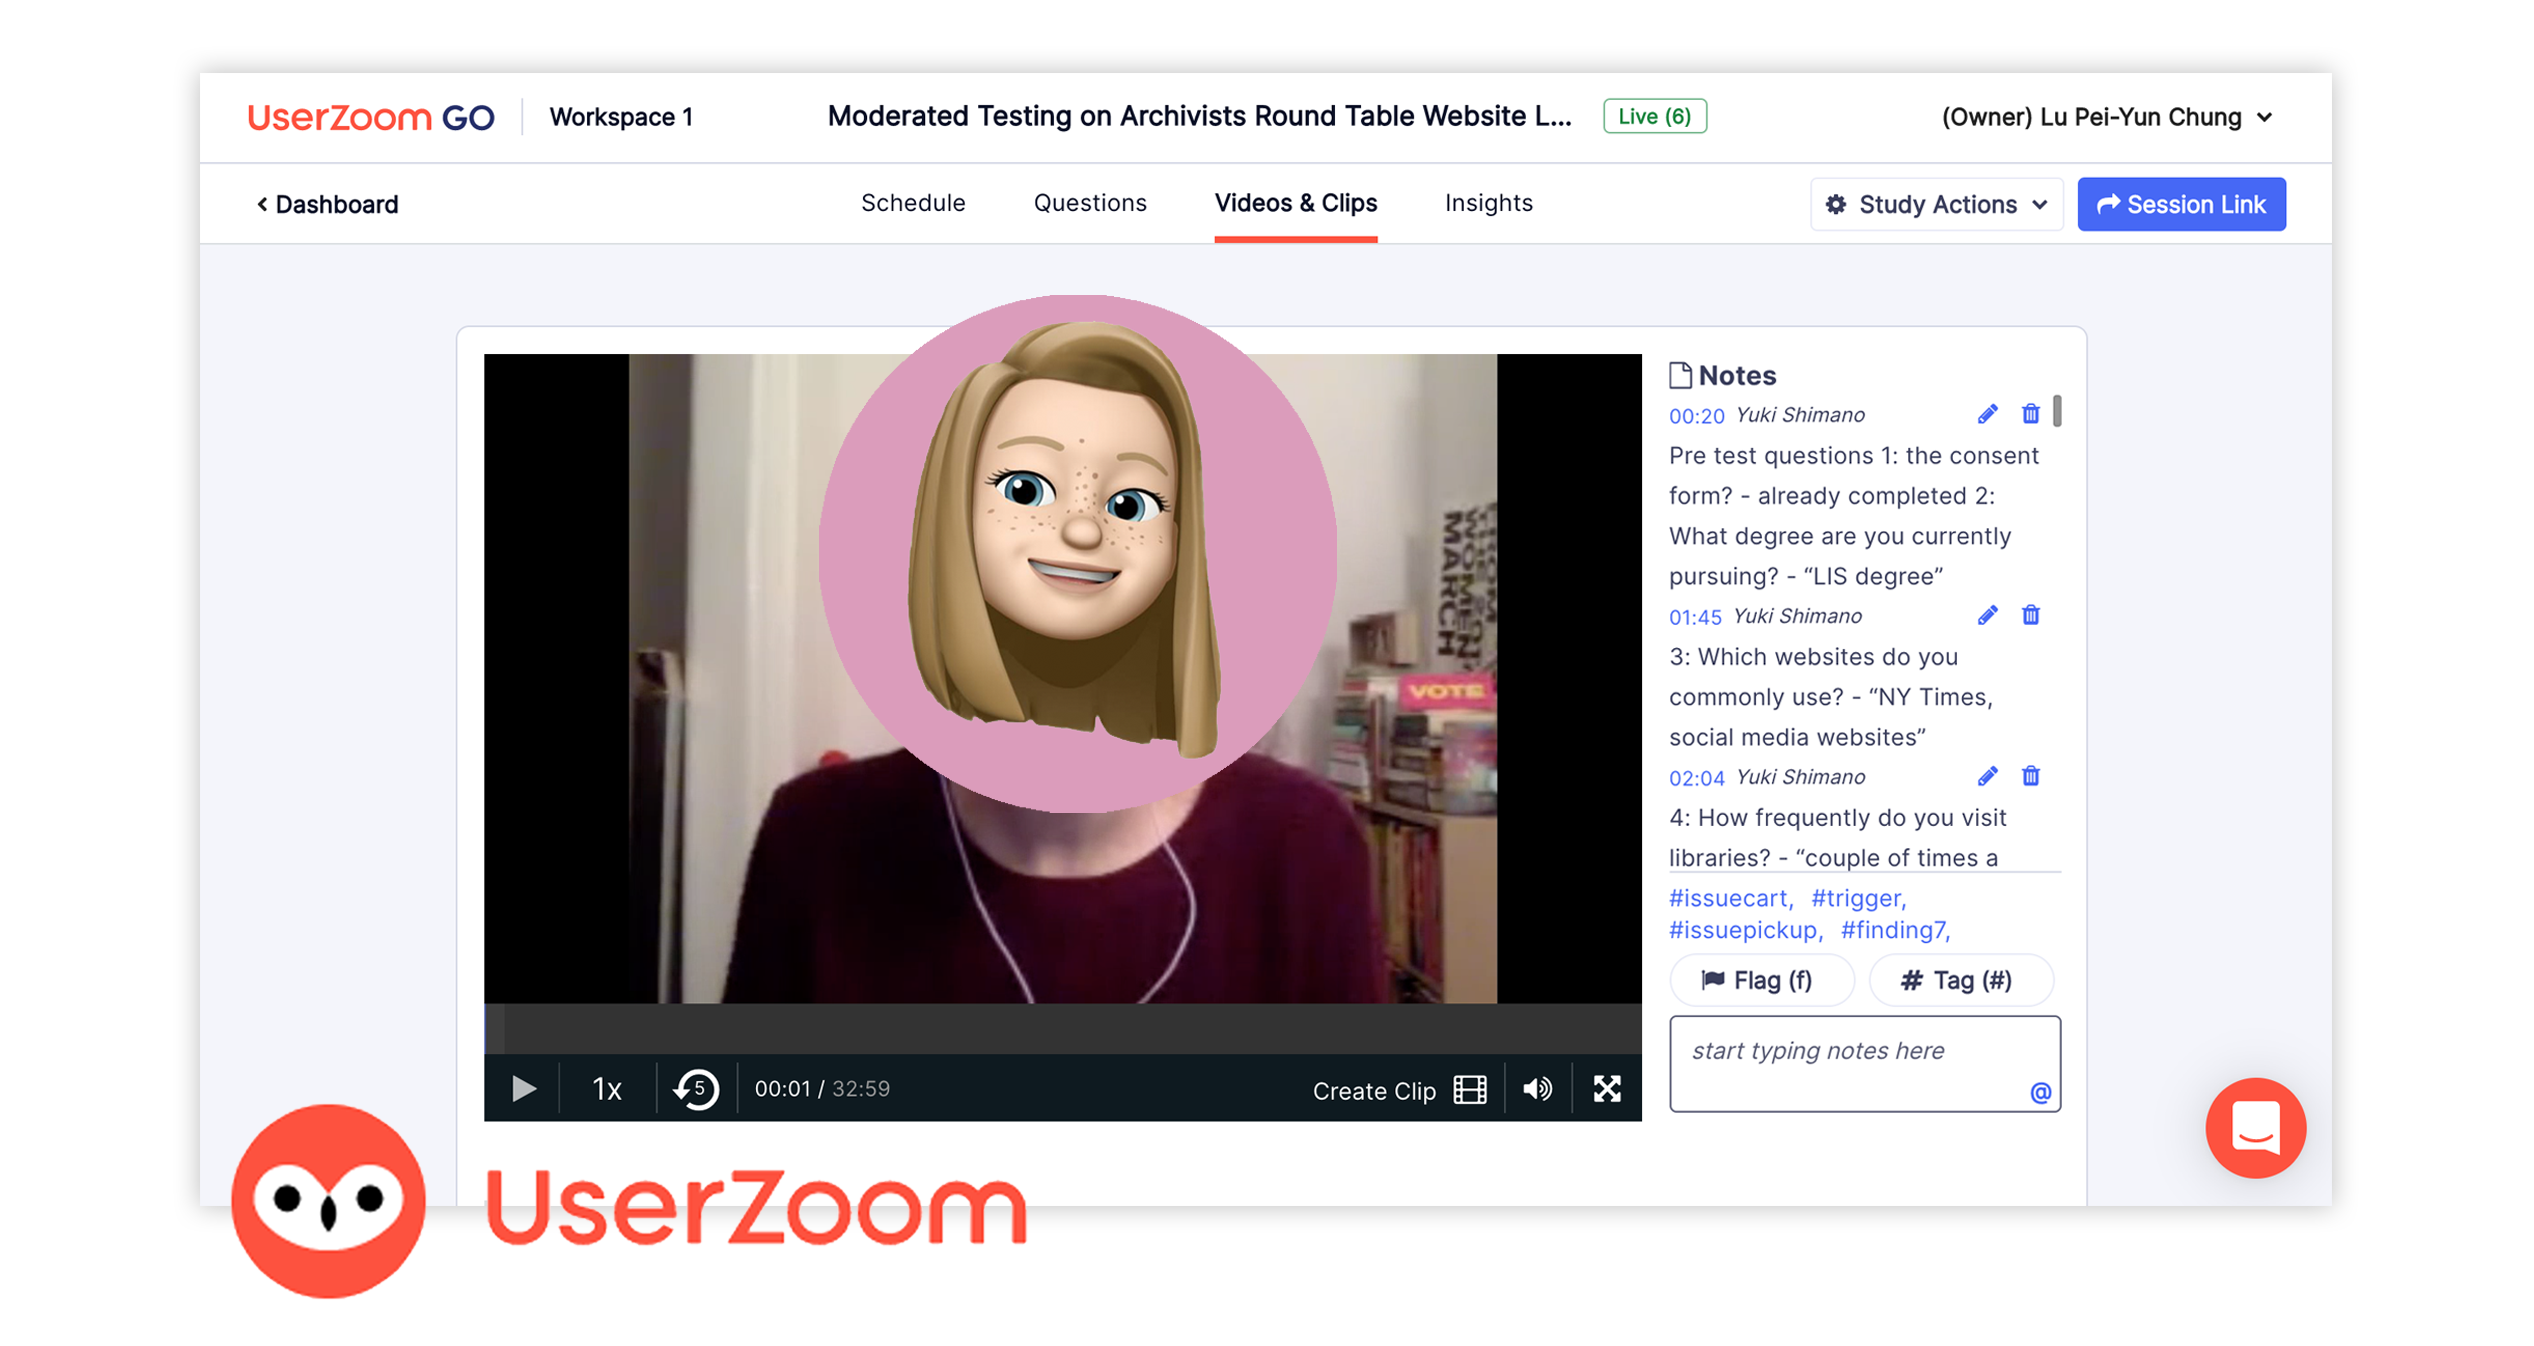 UserZoom GO
Workspace 1
Moderated Testing on Archivists Round Table Website L...
Live (6)
(Owner) Lu Pei-Yun Chung
Dashboard
Schedule
Questions
Videos & Clips
Insights
Study Actions
Session Link
WOMEN
MARCH
VOTE
Notes
00:20 Yuki Shimano
Pre test questions 1: the consent
form? - already completed 2:
What degree are you currently
pursuing? - “LIS degree”
01:45 Yuki Shimano
3: Which websites do you
commonly use? - “NY Times,
social media websites”
02:04 Yuki Shimano
4: How frequently do you visit
libraries? - “couple of times a
#issuecart, #trigger,
#issuepickup, #finding7,
Flag (f)
# Tag (#)
start typing notes here
@
1x
5
00:01 / 32:59
Create Clip
UserZoom